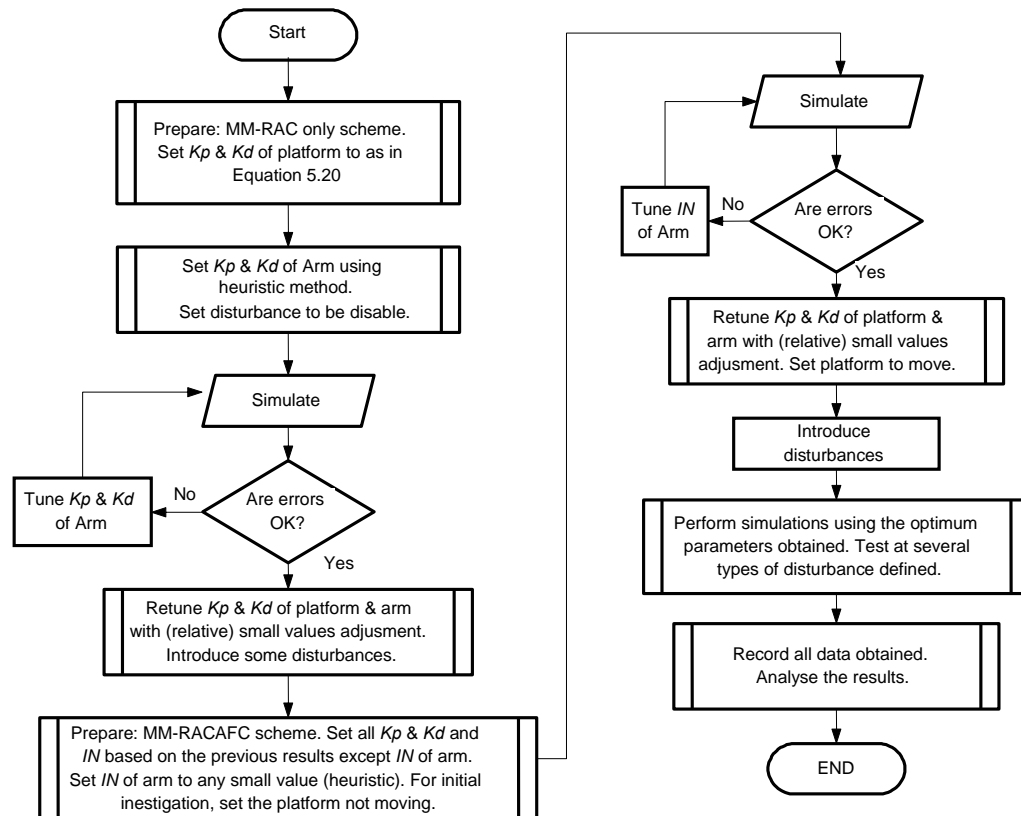 Start
Prepare: MM-RAC only scheme.
Set Kp & Kd of platform to as in
Equation 5.20
Set Kp & Kd of Arm using
heuristic method.
Set disturbance to be disable.
Simulate
Are errors
OK?
No
Tune Kp & Kd
of Arm
Yes
Retune Kp & Kd of platform & arm
with (relative) small values adjusment.
Introduce some disturbances.
Prepare: MM-RACAFC scheme. Set all Kp & Kd and
IN based on the previous results except IN of arm.
Set IN of arm to any small value (heuristic). For initial
inestigation, set the platform not moving.
Simulate
Are errors
OK?
No
Tune IN
of Arm
Yes
Retune Kp & Kd of platform &
arm with (relative) small values
adjusment. Set platform to move.
Introduce
disturbances
Perform simulations using the optimum
parameters obtained. Test at several
types of disturbance defined.
Record all data obtained.
Analyse the results.
END